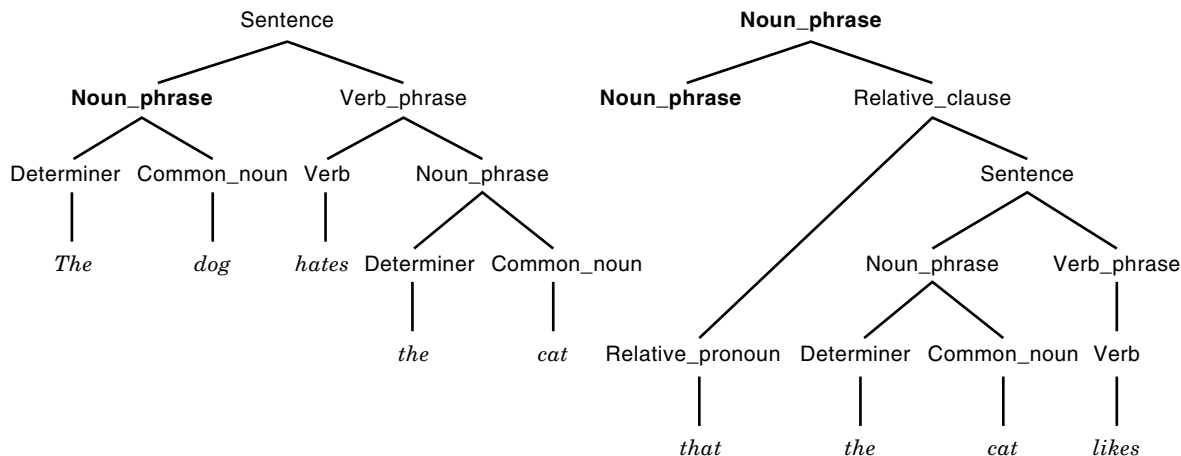 Sentence Noun_phrase
Noun_phrase Verb_phrase Noun_phrase Relative_clause
Determiner Common_noun Verb Noun_phrase Sentence
The dog hates Determiner Common_noun Noun_phrase Verb_phrase
the cat Relative_pronoun Determiner Common_noun Verb
that the cat likes